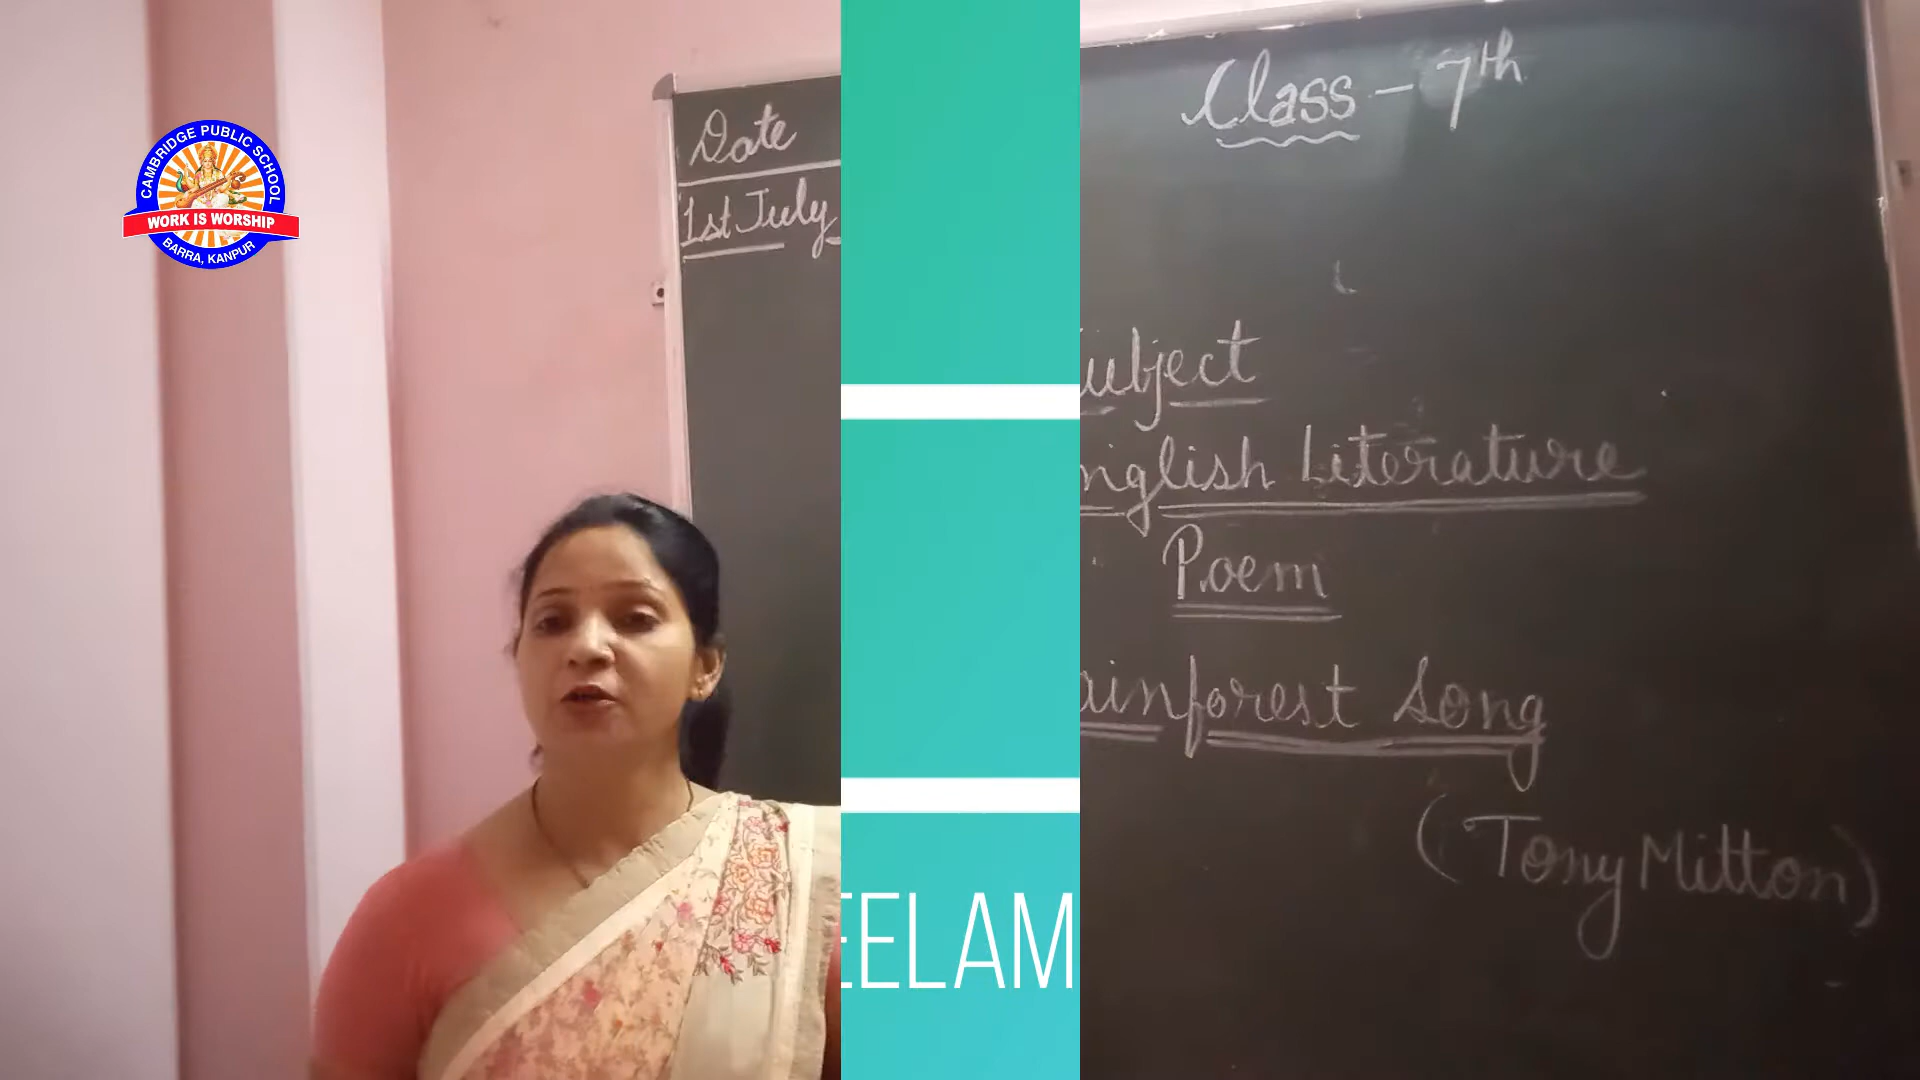 CAMBRIDGE PUBLIC SCHOOL
WORK IS WORSHIP
BARRA, KANPUR
Date
1st July
EELAM
Class - 7th
ubject
nglish Literature
Poem
ainforest Song
(Tony Mitton)